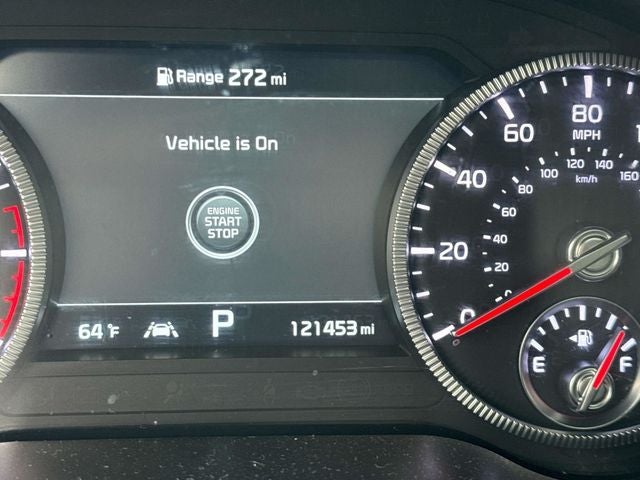 Range 272 mi
Vehicle is On
ENGINE
START
STOP
64°F P 121453 mi
80
MPH
60
40
20
0
120 140
100 160
km/h
80
60
40
20
0
E F